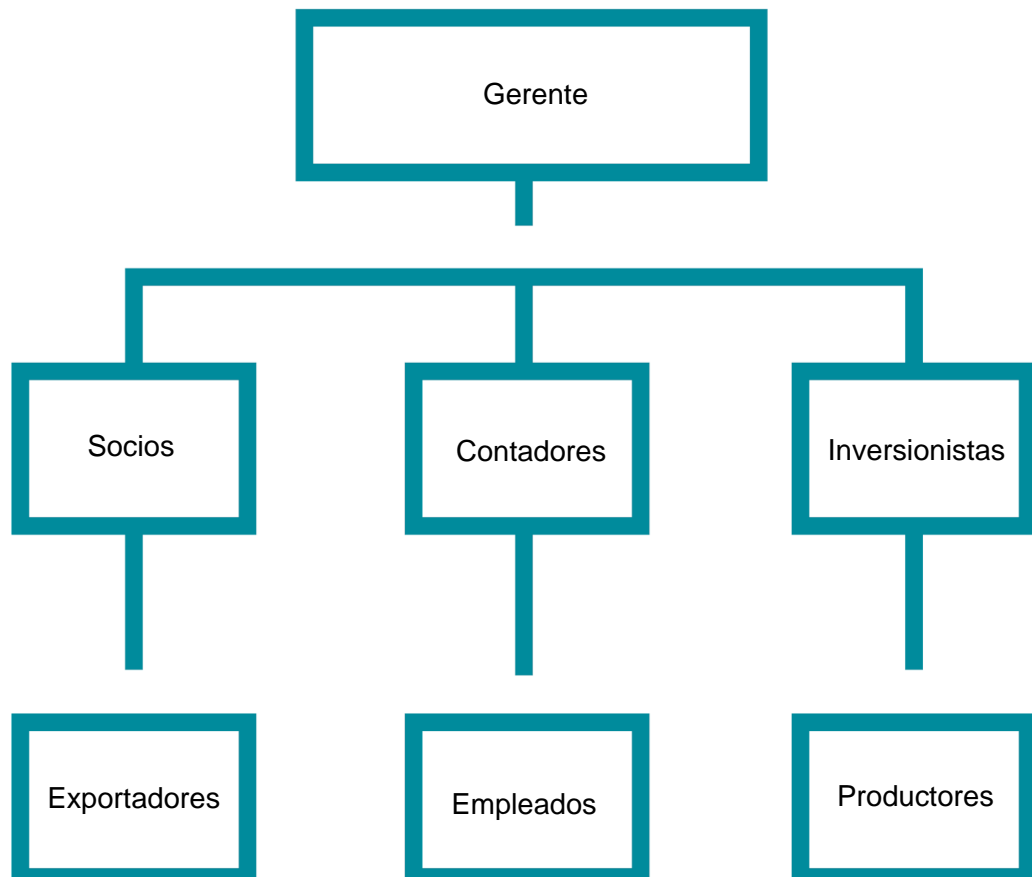 Gerente
Socios
Contadores
Inversionistas
Exportadores
Empleados
Productores